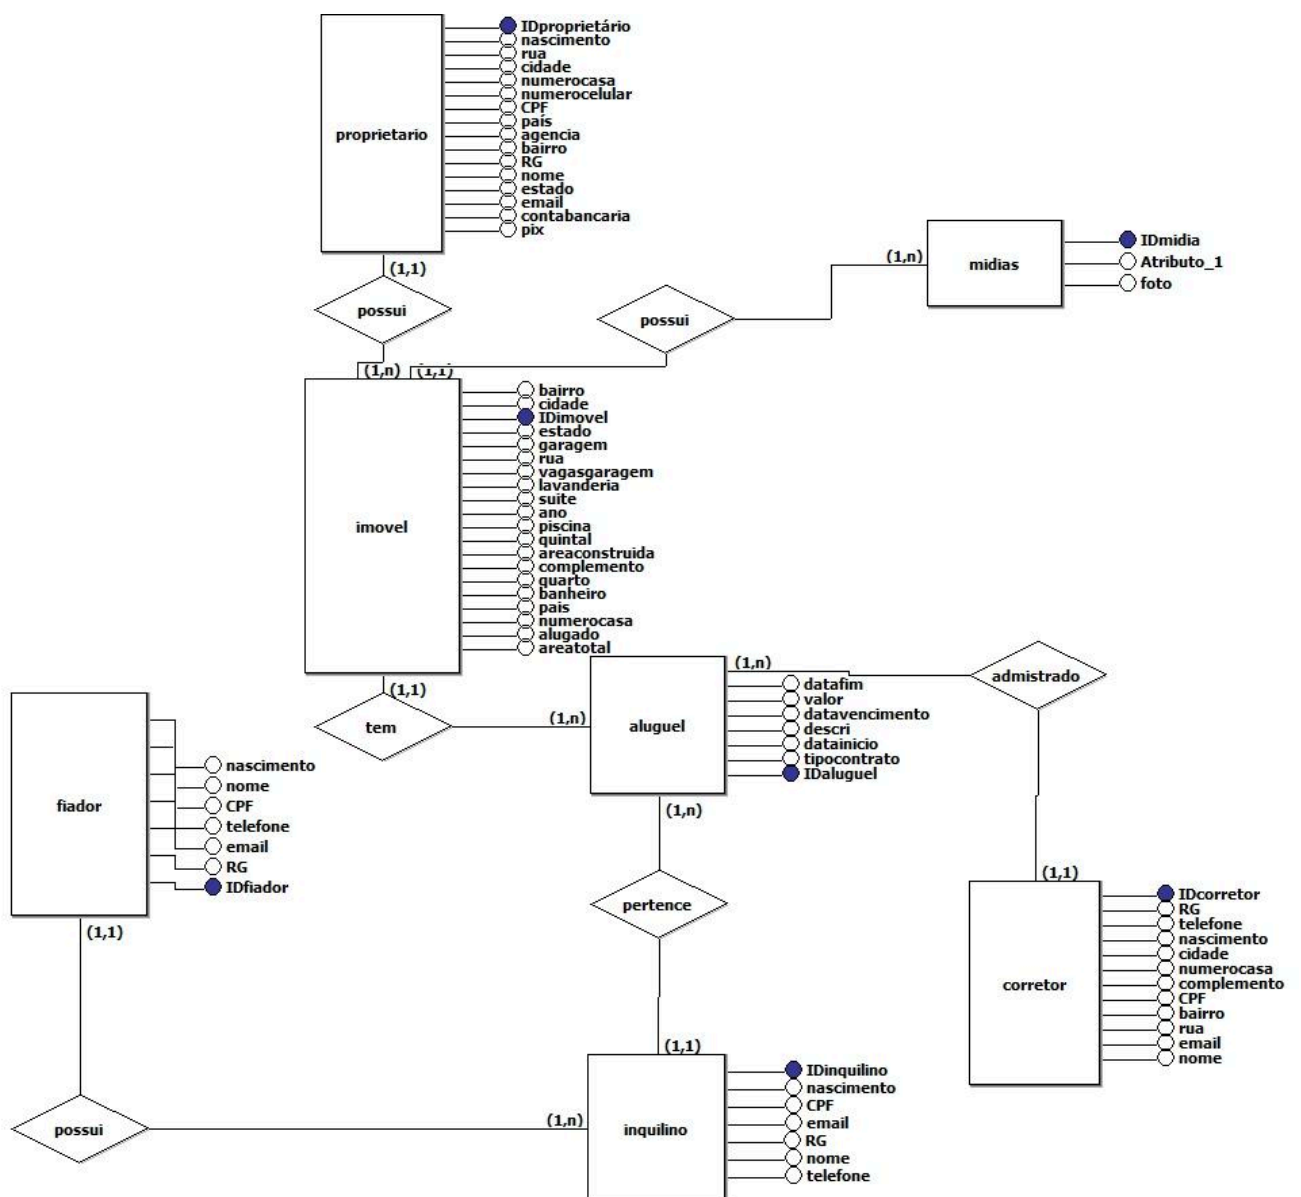 proprietario
IDproprietário
nascimento
rua
cidade
numerocasa
numerocelular
CPF
país
agencia
bairro
RG
nome
estado
email
contabancaria
pix
(1,1)
possui
(1,n)
midias
IDmidia
Atributo_1
foto
(1,n)
possui
(1,1)
imovel
bairro
cidade
IDimovel
estado
garagem
rua
vagasgaragem
lavanderia
suite
ano
piscina
quintal
areaconstruida
complemento
quarto
banheiro
pais
numerocasa
alugado
areatotal
(1,1)
tem
(1,n)
aluguel
datafim
valor
datavencimento
descri
datainicio
tipocontrato
IDaluguel
(1,n)
admistrado
(1,1)
corretor
IDcorretor
RG
telefone
nascimento
cidade
numerocasa
complemento
CPF
bairro
rua
email
nome
fiador
nascimento
nome
CPF
telefone
email
RG
IDfiador
(1,1)
possui
(1,n)
(1,n)
pertence
(1,1)
inquilino
IDinquilino
nascimento
CPF
email
RG
nome
telefone